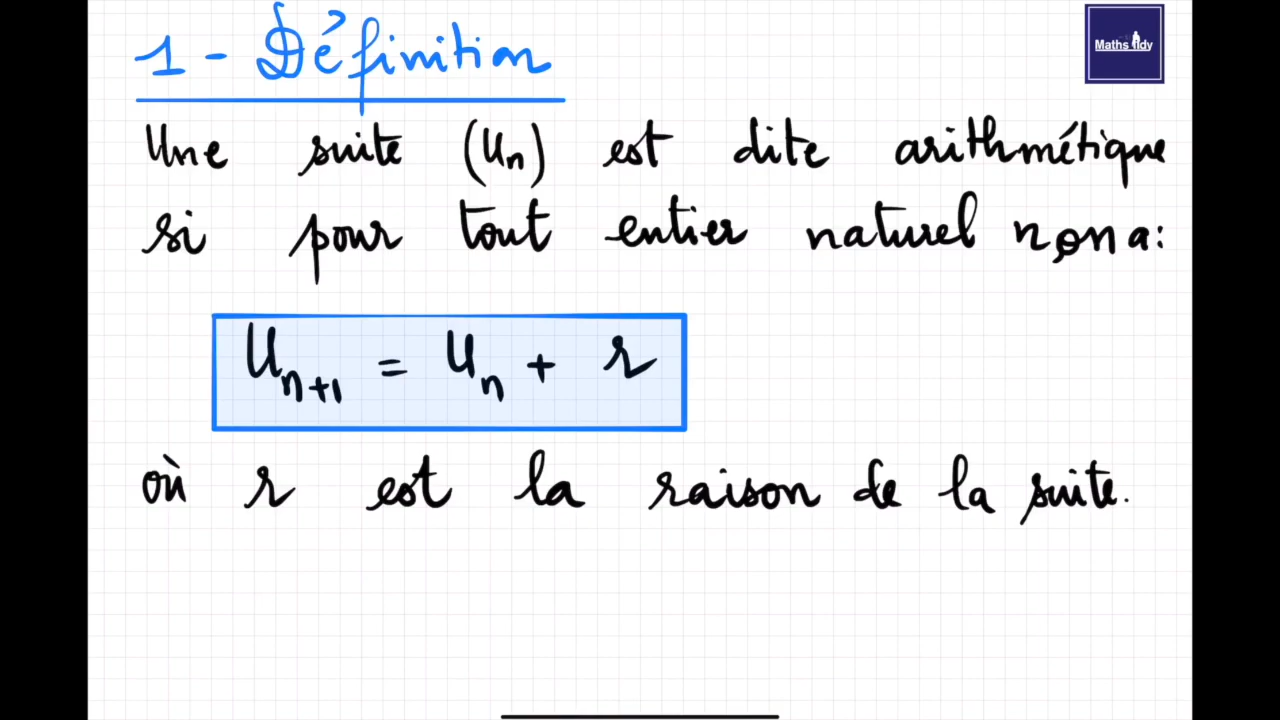 1 - Définition
Maths Idy
Une suite (Un) est dite arithmétique
si pour tout entier naturel n, on a :
Un+1 = Un + r
où r est la raison de la suite.